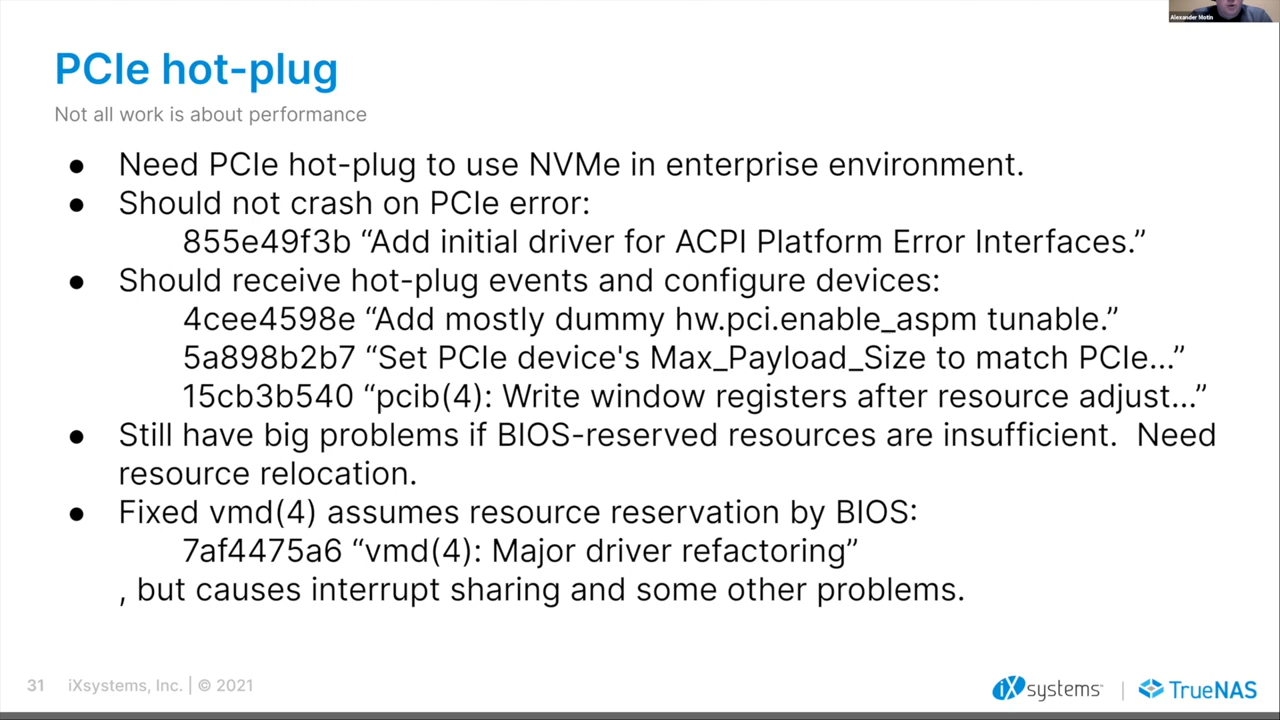 Alexander Motin
PCIe hot-plug
Not all work is about performance
● Need PCIe hot-plug to use NVMe in enterprise environment.
● Should not crash on PCIe error:
855e49f3b “Add initial driver for ACPI Platform Error Interfaces.”
● Should receive hot-plug events and configure devices:
4cee4598e “Add mostly dummy hw.pci.enable_aspm tunable.”
5a898b2b7 “Set PCIe device's Max_Payload_Size to match PCIe...”
15cb3b540 “pcib(4): Write window registers after resource adjust...”
● Still have big problems if BIOS-reserved resources are insufficient.  Need
resource relocation.
● Fixed vmd(4) assumes resource reservation by BIOS:
7af4475a6 “vmd(4): Major driver refactoring”
, but causes interrupt sharing and some other problems.
31 iXsystems, Inc. | © 2021
iXsystems | TrueNAS